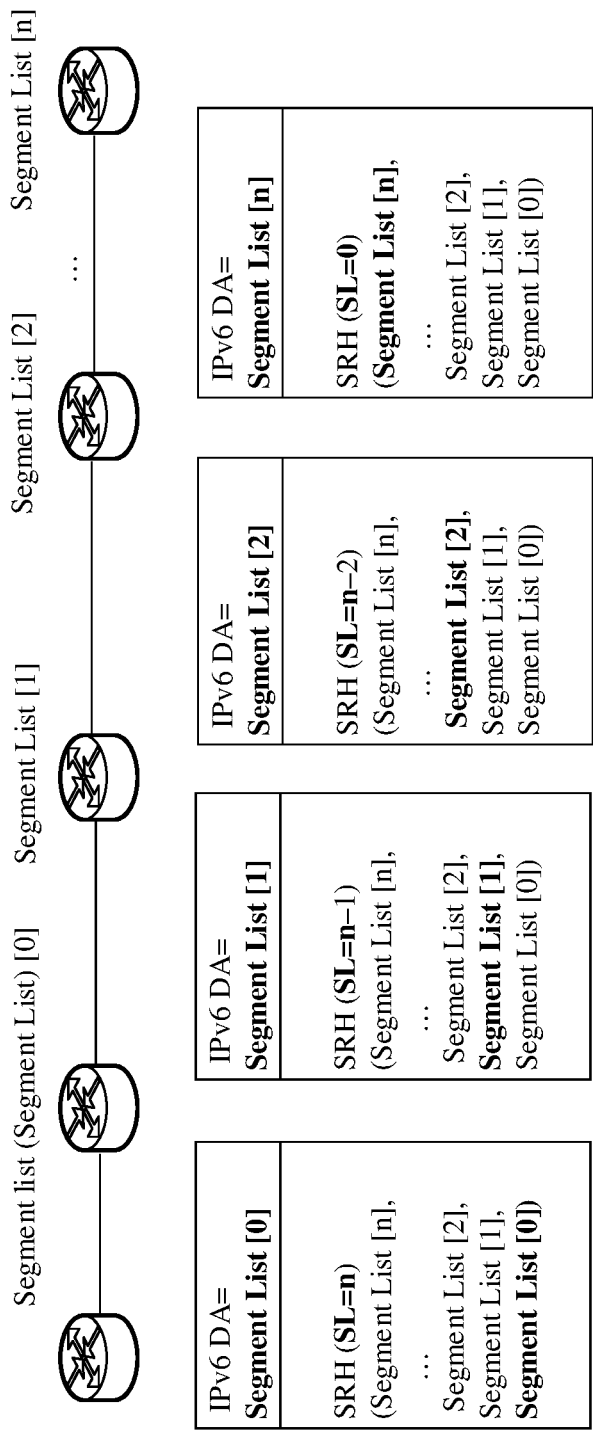 Segment list (Segment List) [0]
Segment List [1]
Segment List [2]
...
Segment List [n]
IPv6 DA=
Segment List [0]
SRH (SL=n)
(Segment List [n],
...
Segment List [2],
Segment List [1],
Segment List [0])
IPv6 DA=
Segment List [1]
SRH (SL=n–1)
(Segment List [n],
...
Segment List [2],
Segment List [1],
Segment List [0])
IPv6 DA=
Segment List [2]
SRH (SL=n–2)
(Segment List [n],
...
Segment List [2],
Segment List [1],
Segment List [0])
IPv6 DA=
Segment List [n]
SRH (SL=0)
(Segment List [n],
...
Segment List [2],
Segment List [1],
Segment List [0])